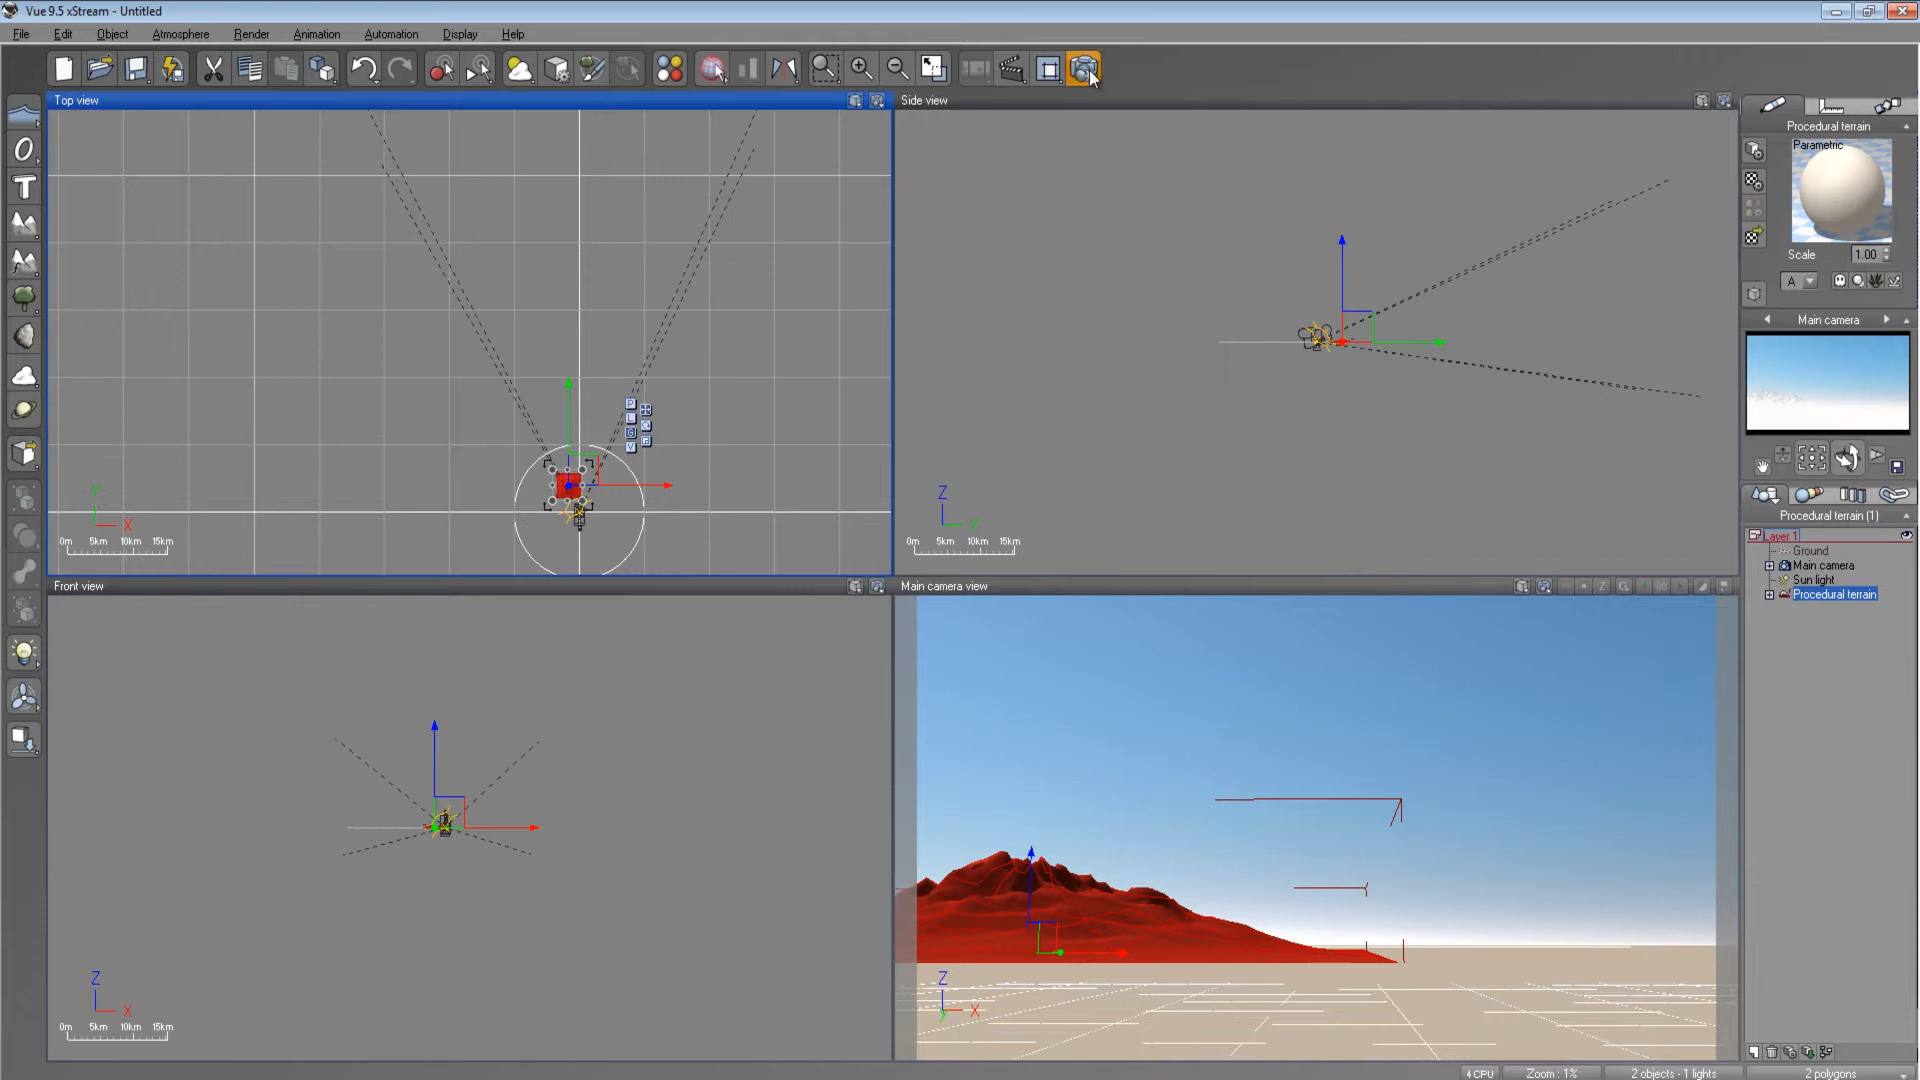 Vue 9.5 xStream - Untitled
File Edit Object Atmosphere Render Animation Automation Display Help
Top view
Side view
Procedural terrain
Parametric
Scale 1.00
A
Main camera
Y
X
0m 5km 10km 15km
Z
Y
0m 5km 10km 15km
Procedural terrain (1)
Layer 1
Ground
Main camera
Sun light
Procedural terrain
Front view
Main camera view
Z
X
0m 5km 10km 15km
Z
X
Y
4 CPU Zoom : 1% 2 objects - 1 lights 2 polygons